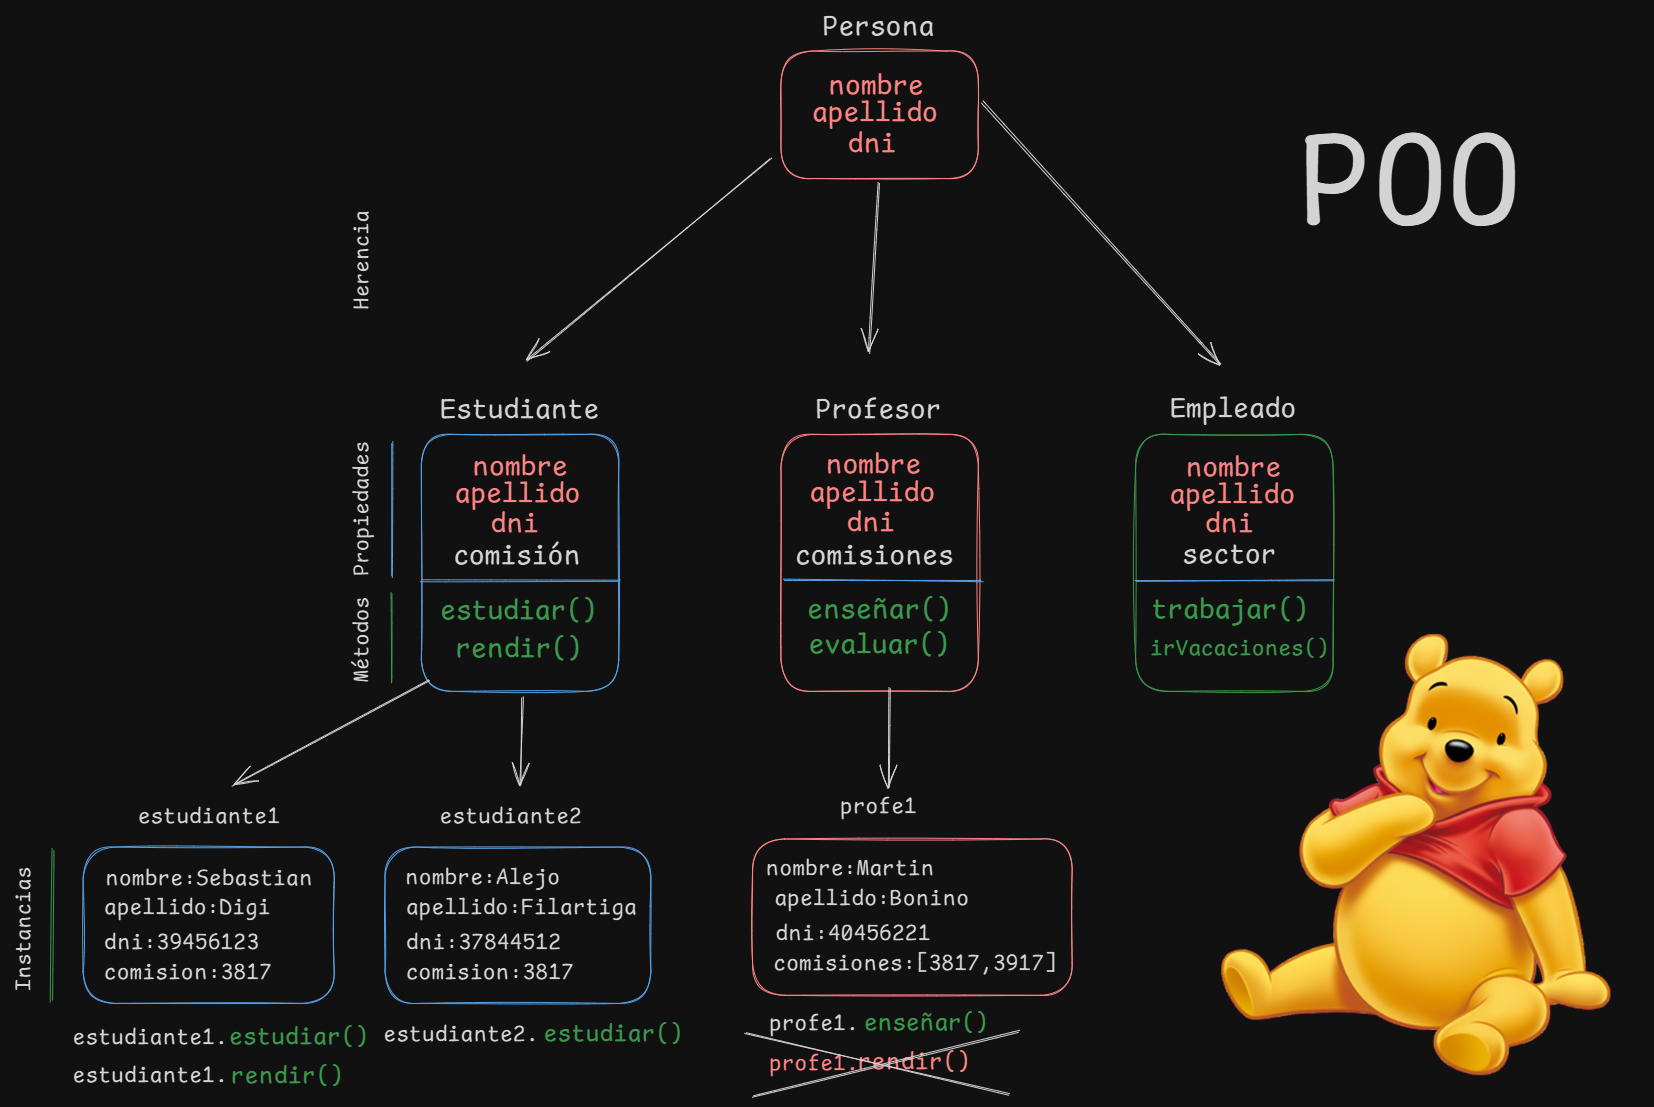 Persona
nombre
apellido
dni
POO
Herencia
Estudiante
Profesor
Empleado
Propiedades
nombre
apellido
dni
comisión
nombre
apellido
dni
comisiones
nombre
apellido
dni
sector
Métodos
estudiar()
rendir()
enseñar()
evaluar()
trabajar()
irVacaciones()
Instancias
estudiante1
nombre:Sebastian
apellido:Digi
dni:39456123
comision:3817
estudiante1.estudiar()
estudiante1.rendir()
estudiante2
nombre:Alejo
apellido:Filartiga
dni:37844512
comision:3817
estudiante2.estudiar()
profe1
nombre:Martin
apellido:Bonino
dni:40456221
comisiones:[3817,3917]
profe1.enseñar()
profe1.rendir()